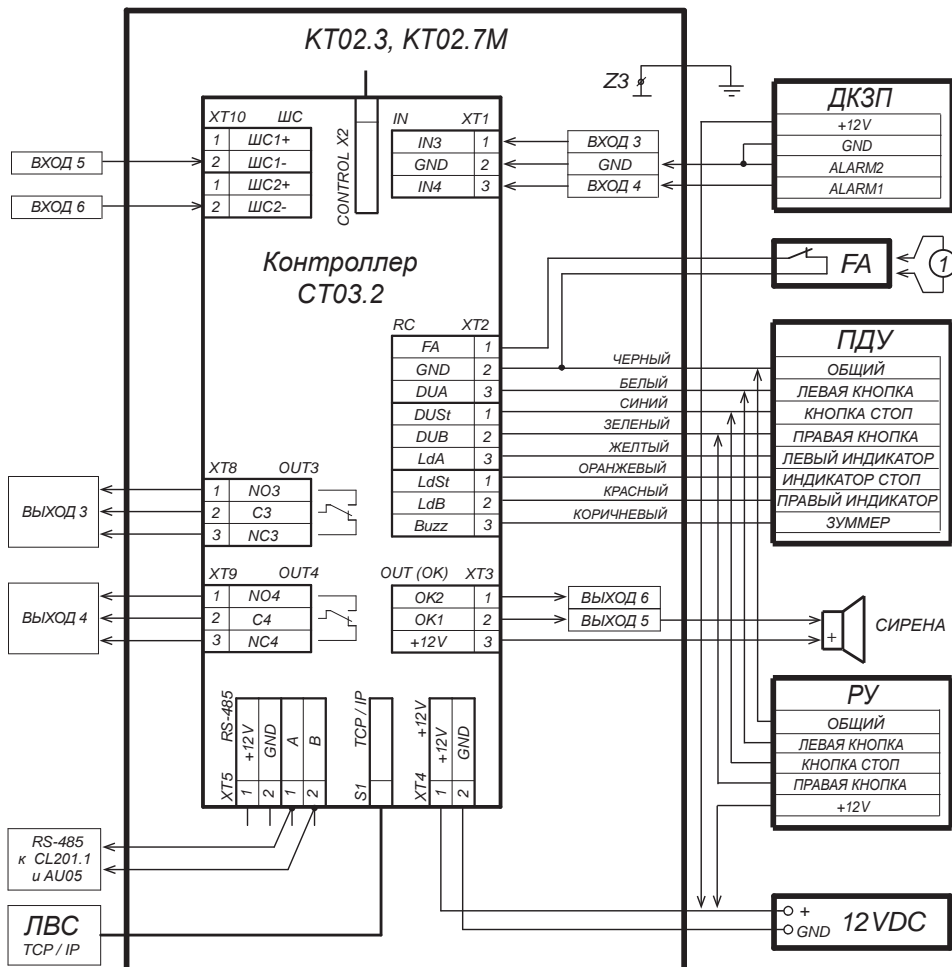 КТ02.3, КТ02.7М
Z3
XT10 ШС
1 ШС1+
2 ШС1-
1 ШС2+
2 ШС2-
ВХОД 5
ВХОД 6
CONTROL X2
IN XT1
IN3 1
GND 2
IN4 3
ВХОД 3
GND
ВХОД 4
ДКЗП
+12V
GND
ALARM2
ALARM1
Контроллер
СТ03.2
FA
1
RC XT2
FA 1
GND 2
DUA 3
DUSt 1
DUB 2
LdA 3
LdSt 1
LdB 2
Buzz 3
ЧЕРНЫЙ
БЕЛЫЙ
СИНИЙ
ЗЕЛЕНЫЙ
ЖЕЛТЫЙ
ОРАНЖЕВЫЙ
КРАСНЫЙ
КОРИЧНЕВЫЙ
ПДУ
ОБЩИЙ
ЛЕВАЯ КНОПКА
КНОПКА СТОП
ПРАВАЯ КНОПКА
ЛЕВЫЙ ИНДИКАТОР
ИНДИКАТОР СТОП
ПРАВЫЙ ИНДИКАТОР
ЗУММЕР
XT8 OUT3
1 NO3
2 C3
3 NC3
ВЫХОД 3
XT9 OUT4
1 NO4
2 C4
3 NC4
ВЫХОД 4
OUT (OK) XT3
OK2 1
OK1 2
+12V 3
ВЫХОД 6
ВЫХОД 5
+
СИРЕНА
РУ
ОБЩИЙ
ЛЕВАЯ КНОПКА
КНОПКА СТОП
ПРАВАЯ КНОПКА
+12V
XT5 RS-485
1 +12V
2 GND
1 A
2 B
S1 TCP / IP
XT4 +12V
1 +12V
2 GND
RS-485
к CL201.1
и AU05
ЛВС
TCP / IP
+
GND
12VDC